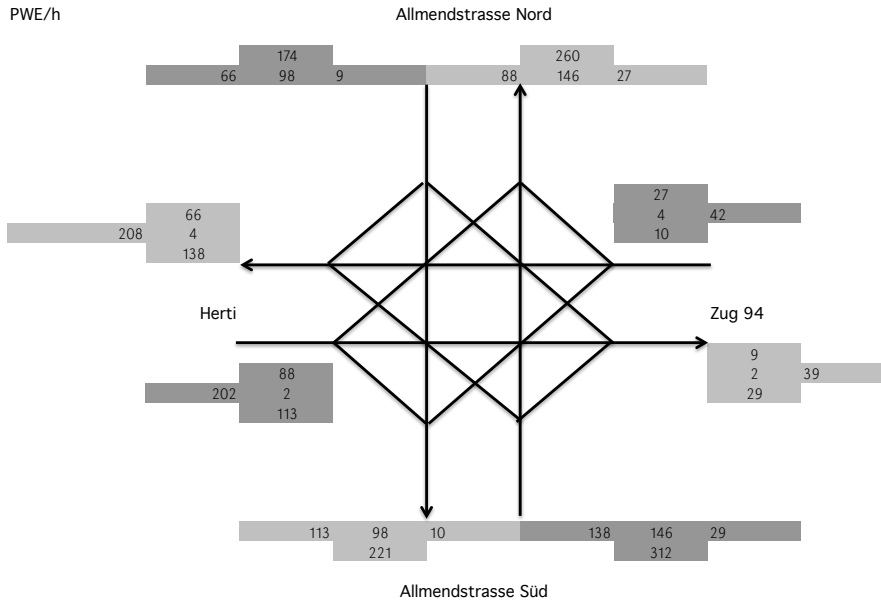 PWE/h Allmendstrasse Nord
174 260
66 98 9 88 146 27
27
66 4 42
208 4 10
138
Herti Zug 94
9
88 2 39
202 2 29
113
113 98 10 138 146 29
221 312
Allmendstrasse Süd